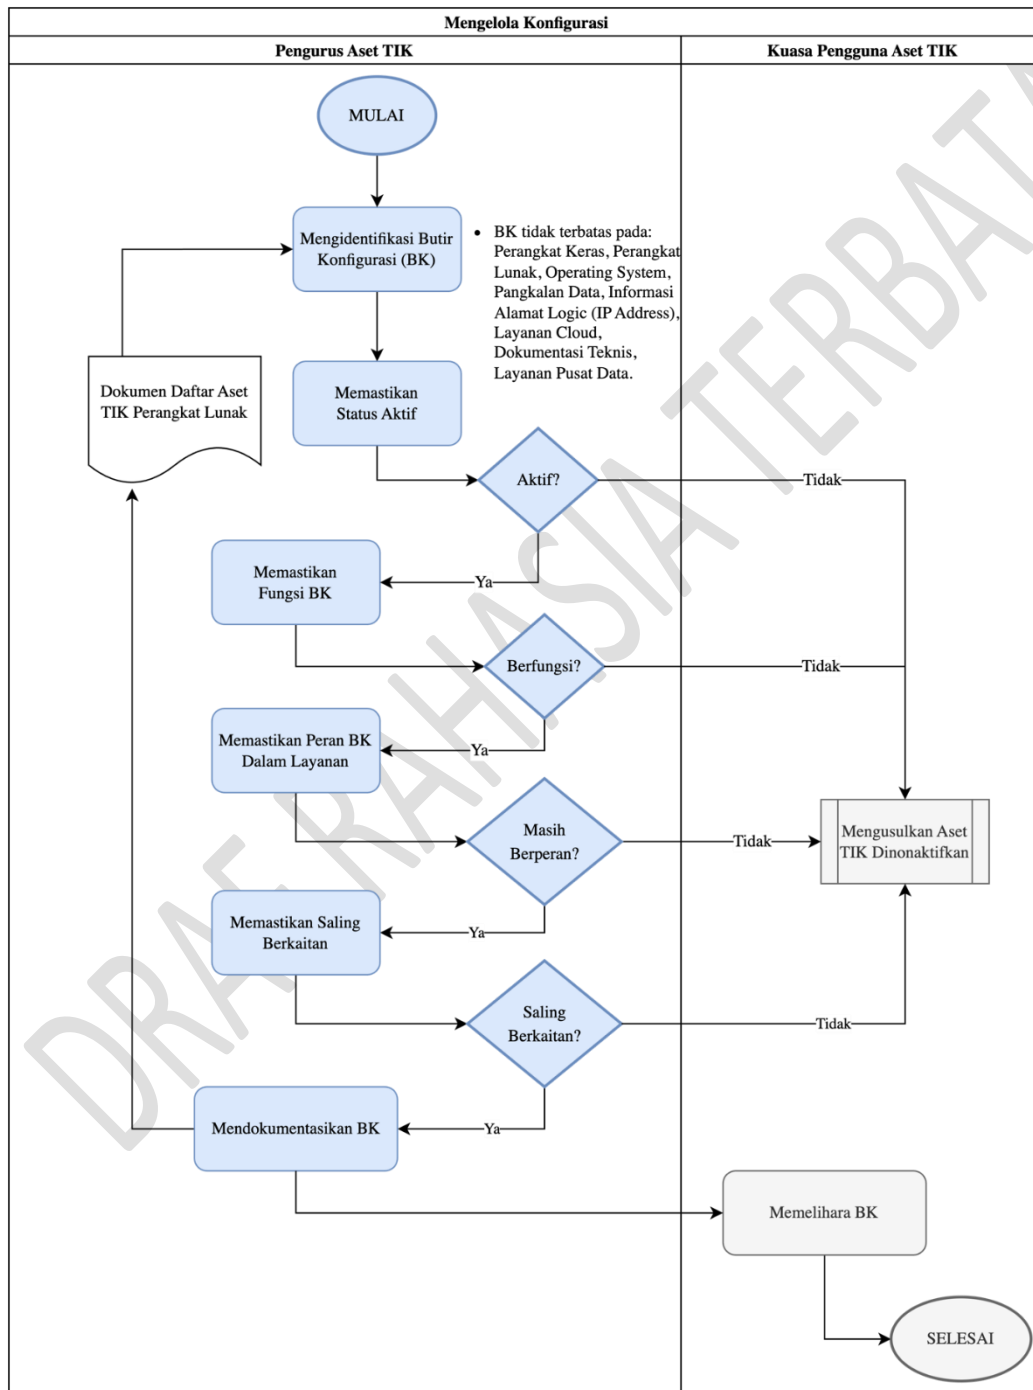 Mengelola Konfigurasi
Pengurus Aset TIK
Kuasa Pengguna Aset TIK
MULAI
Mengidentifikasi Butir
Konfigurasi (BK)
• BK tidak terbatas pada:
Perangkat Keras, Perangkat
Lunak, Operating System,
Pangkalan Data, Informasi
Alamat Logic (IP Address),
Layanan Cloud,
Dokumentasi Teknis,
Layanan Pusat Data.
Dokumen Daftar Aset
TIK Perangkat Lunak
Memastikan
Status Aktif
Aktif?
Tidak
Ya
Memastikan
Fungsi BK
Berfungsi?
Tidak
Ya
Memastikan Peran BK
Dalam Layanan
Masih
Berperan?
Tidak
Mengusulkan Aset
TIK Dinonaktifkan
Ya
Memastikan Saling
Berkaitan
Saling
Berkaitan?
Tidak
Ya
Mendokumentasikan BK
Memelihara BK
SELESAI
DRAF RAHASIA TERBATA